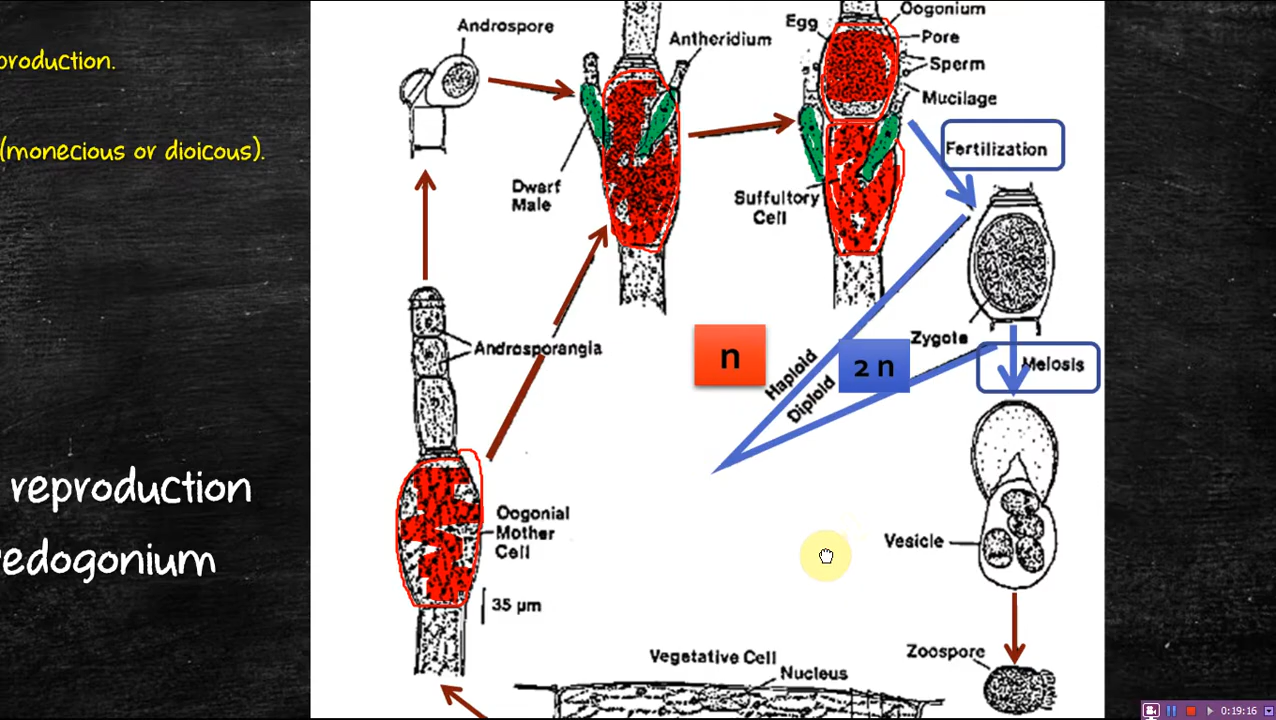 production.
(monecious or dioicous).
reproduction
edogonium
Androspore
Antheridium
Egg
Oogonium
Pore
Sperm
Mucilage
Fertilization
Dwarf
Male
Suffultory
Cell
Androsporangia
n
2 n
Haploid
Diploid
Zygote
Meiosis
Oogonial
Mother
Cell
35 µm
Vesicle
Zoospore
Vegetative Cell
Nucleus
0:19:16